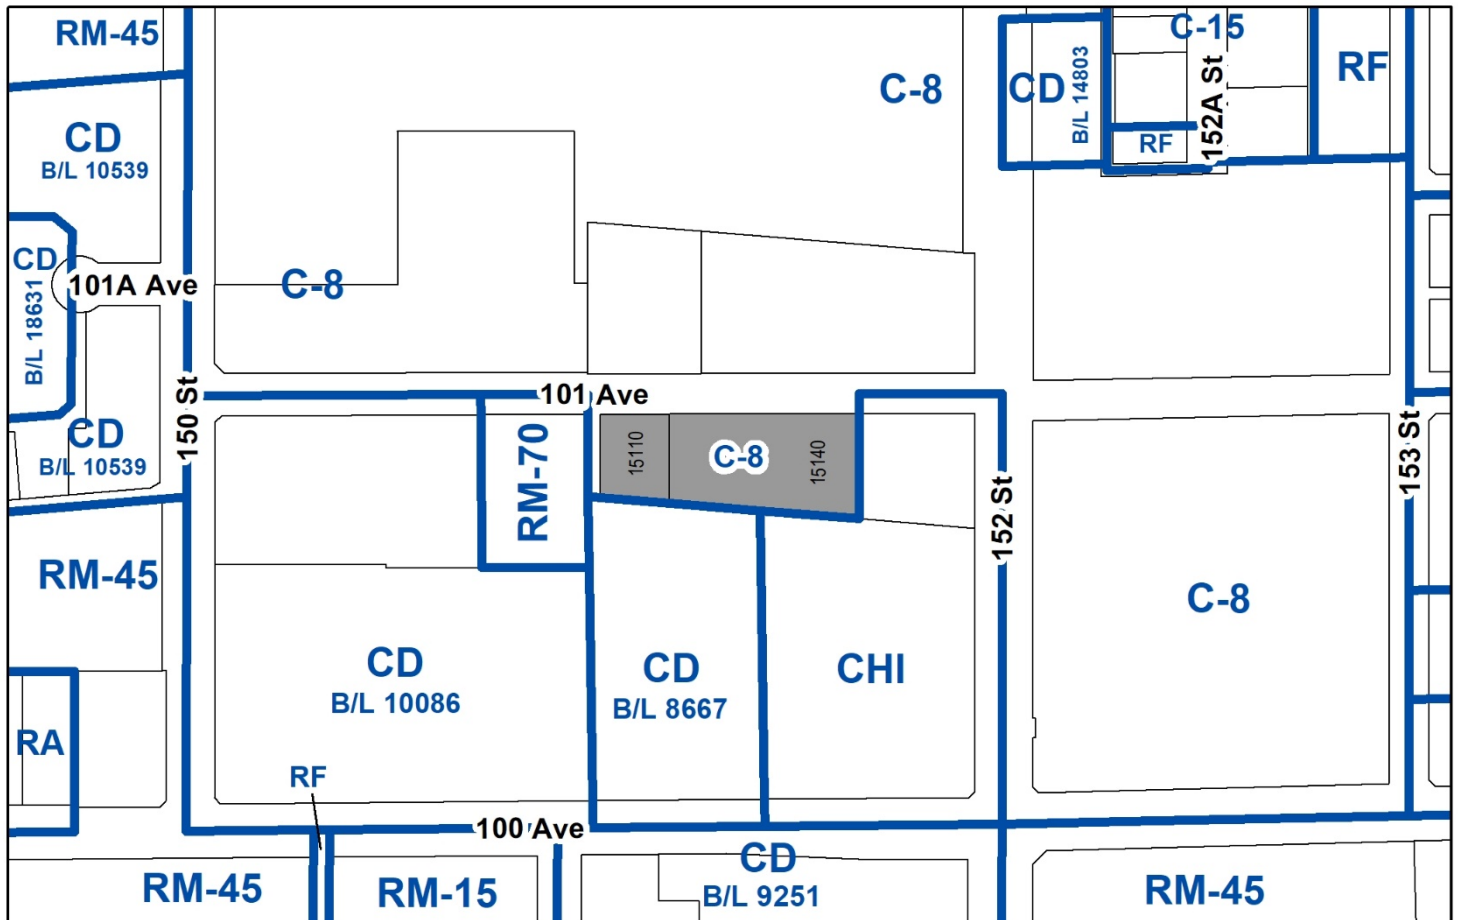 RM-45
C-15
C-8
CD
B/L 14803
152A St
RF
RF
CD
B/L 10539
CD
B/L 18631
101A Ave
C-8
150 St
101 Ave
CD
B/L 10539
RM-70
15110
C-8
15140
153 St
152 St
RM-45
C-8
CD
B/L 10086
CD
B/L 8667
CHI
RA
RF
100 Ave
RM-45
RM-15
CD
B/L 9251
RM-45